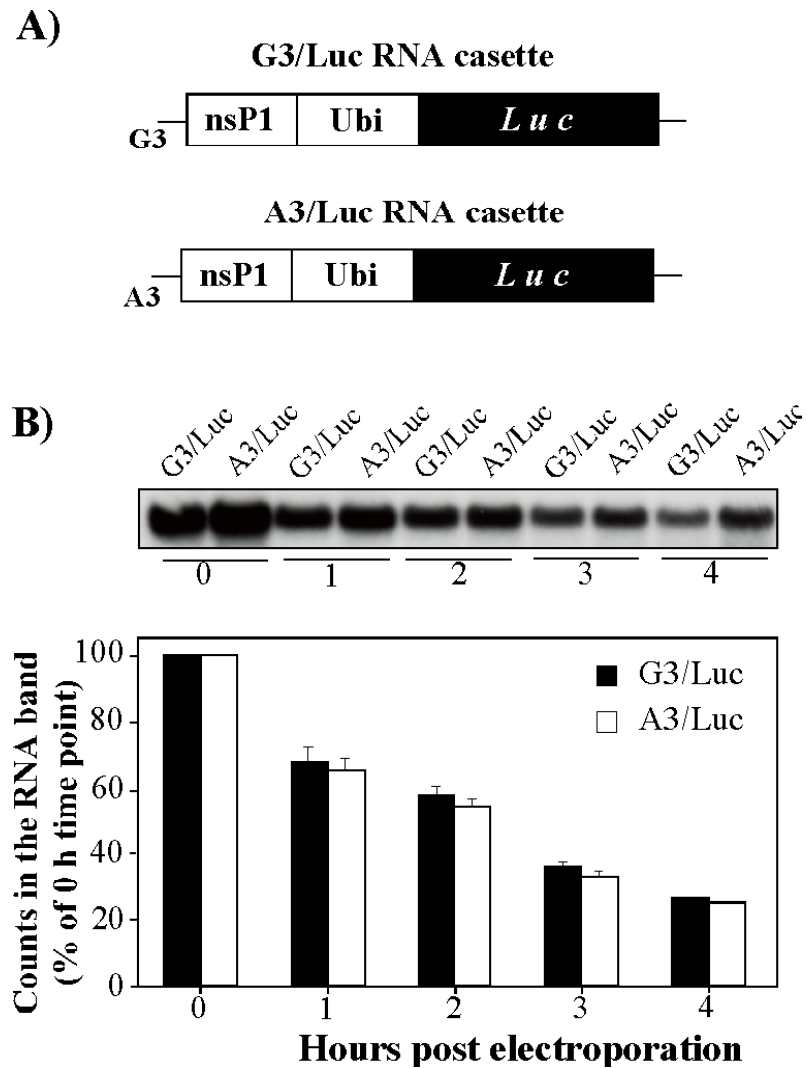 A)
G3/Luc RNA casette
G3 nsP1 Ubi Luc
A3/Luc RNA casette
A3 nsP1 Ubi Luc
B)
G3/Luc A3/Luc G3/Luc A3/Luc G3/Luc A3/Luc G3/Luc A3/Luc G3/Luc A3/Luc
0 1 2 3 4
Counts in the RNA band
(% of 0 h time point)
100
80
60
40
20
0
G3/Luc
A3/Luc
0 1 2 3 4
Hours post electroporation